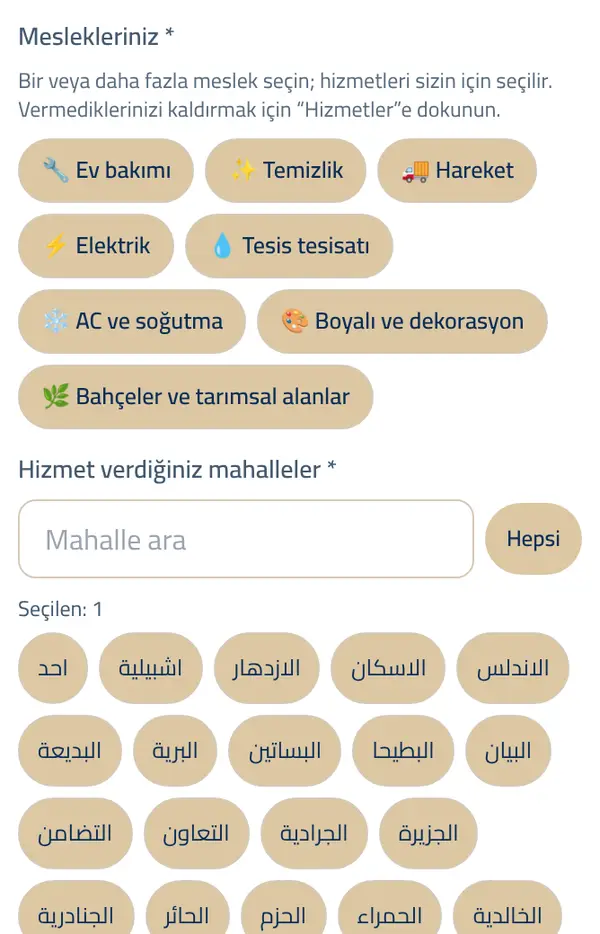 Meslekleriniz *
Bir veya daha fazla meslek seçin; hizmetleri sizin için seçilir.
Vermediklerinizi kaldırmak için “Hizmetler”e dokunun.
🔧 Ev bakımı ✨ Temizlik 🚚 Hareket
⚡ Elektrik 💧 Tesis tesisatı
❄️ AC ve soğutma 🎨 Boyalı ve dekorasyon
🌿 Bahçeler ve tarımsal alanlar
Hizmet verdiğiniz mahalleler *
Mahalle ara Hepsi
Seçilen: 1
احد اشبيلية الازدهار الاسكان الاندلس
البديعة البرية البساتين البطيحا البيان
التضامن التعاون الجرادية الجزيرة
الجنادرية الحائر الحزم الحمراء الخالدية